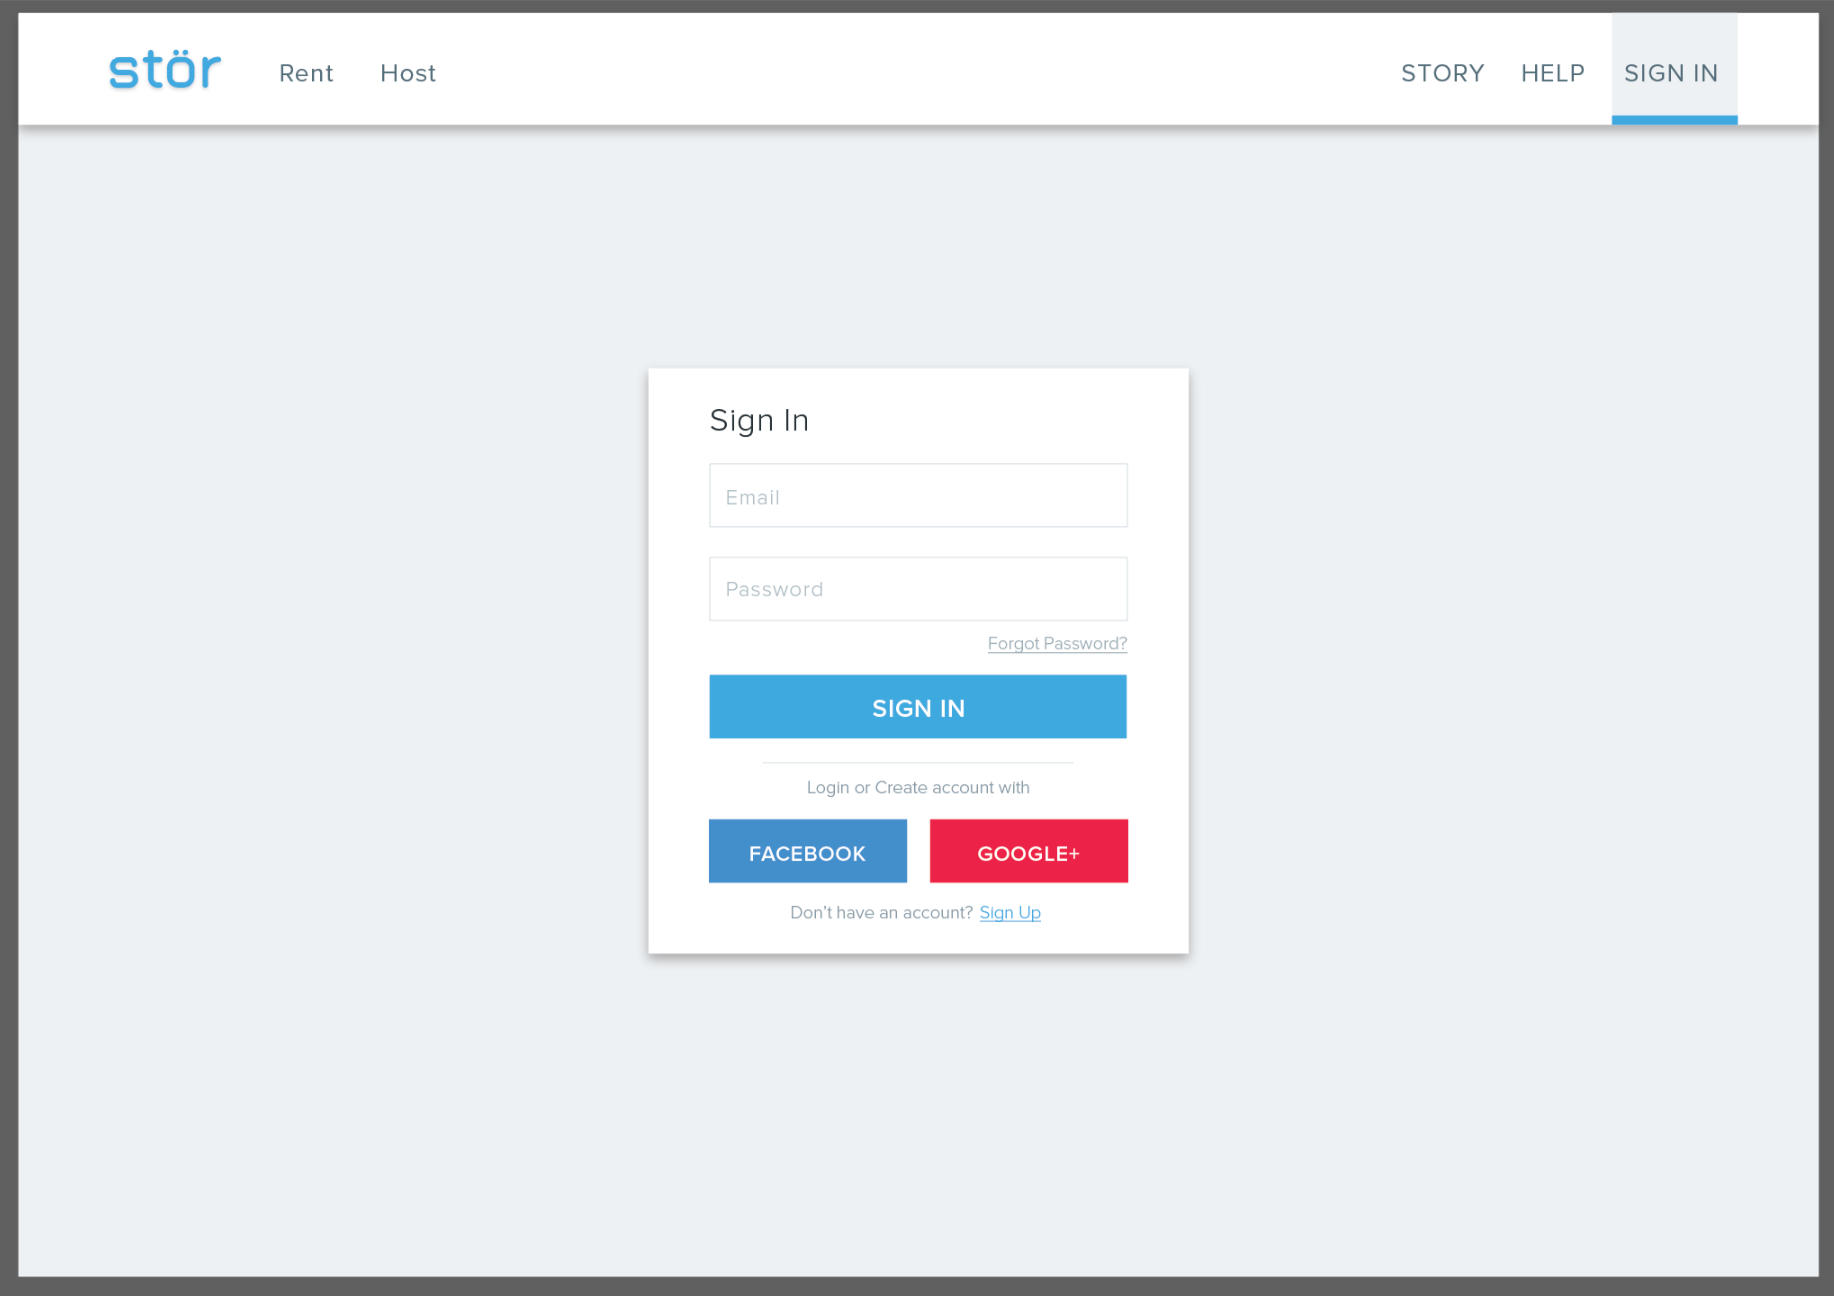 stör Rent Host STORY HELP SIGN IN
Sign In
Email
Password
Forgot Password?
SIGN IN
Login or Create account with
FACEBOOK GOOGLE+
Don't have an account? Sign Up